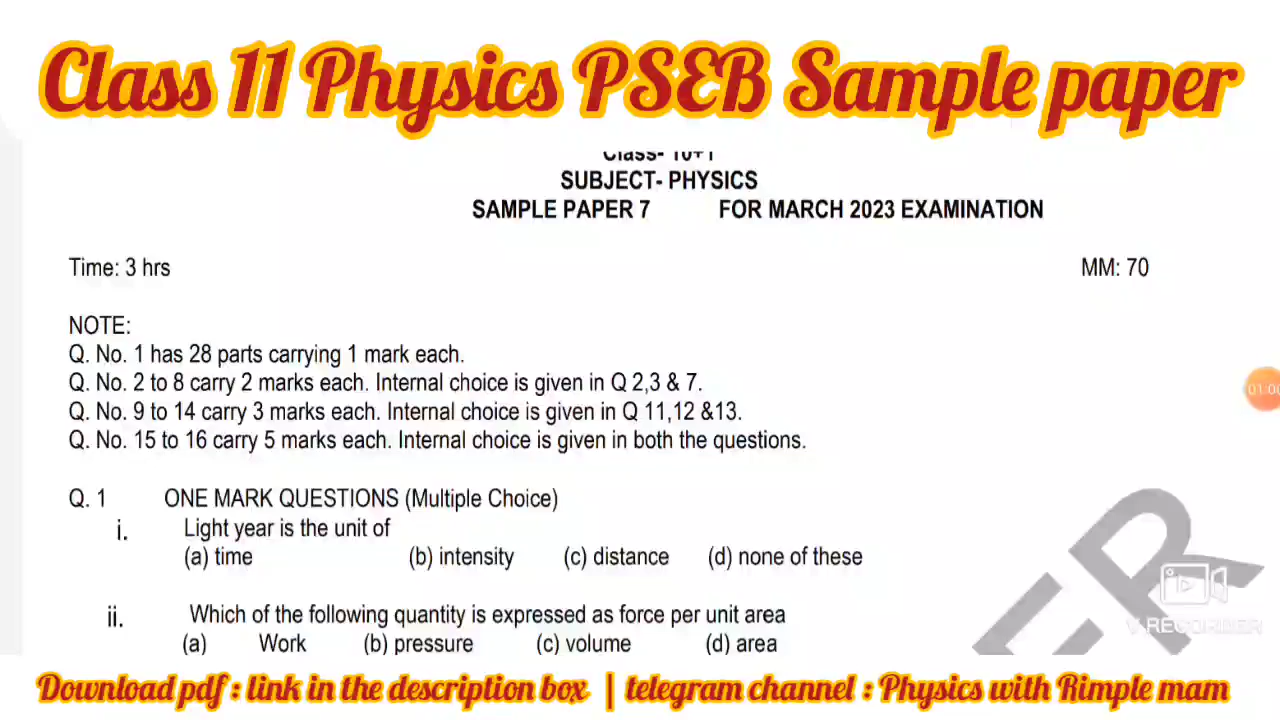 Class 11 Physics PSEB Sample paper
Class- 10+1
SUBJECT- PHYSICS
SAMPLE PAPER 7 FOR MARCH 2023 EXAMINATION
Time: 3 hrs MM: 70
NOTE:
Q. No. 1 has 28 parts carrying 1 mark each.
Q. No. 2 to 8 carry 2 marks each. Internal choice is given in Q 2,3 & 7.
Q. No. 9 to 14 carry 3 marks each. Internal choice is given in Q 11,12 &13.
Q. No. 15 to 16 carry 5 marks each. Internal choice is given in both the questions.
Q. 1 ONE MARK QUESTIONS (Multiple Choice)
i. Light year is the unit of
(a) time (b) intensity (c) distance (d) none of these
ii. Which of the following quantity is expressed as force per unit area
(a) Work (b) pressure (c) volume (d) area
V RECORDER
Download pdf : link in the description box | telegram channel : Physics with Rimple mam